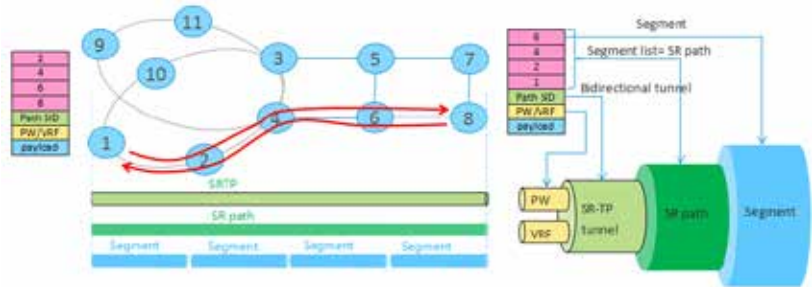 2
4
6
8
Path SID
PW/VRF
payload
9
11
10
3
5
7
1
2
4
6
8
SRTP
SR path
Segment
Segment
Segment
Segment
6
4
2
1
Path SID
PW/VRF
payload
Segment
Segment list= SR path
Bidirectional tunnel
PW
VRF
SR-TP
tunnel
SR path
Segment